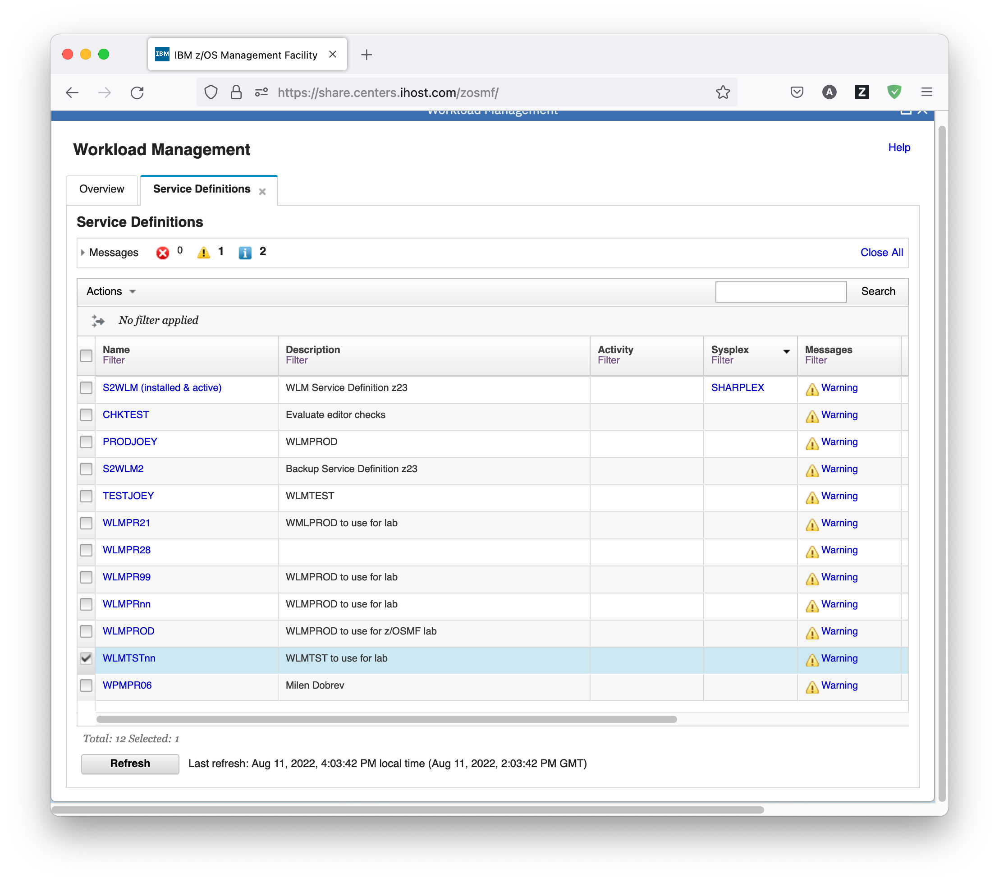 IBM IBM z/OS Management Facility
A Z
https://share.centers.ihost.com/zosmf/
Workload Management
Workload Management
Help
Overview
Service Definitions
Service Definitions
Messages 0 1 2 Close All
Actions Search
No filter applied
Name Description Activity Sysplex Messages
Filter Filter Filter Filter Filter
S2WLM (installed & active) WLM Service Definition z23 SHARPLEX Warning
CHKTEST Evaluate editor checks Warning
PRODJOEY WLMPROD Warning
S2WLM2 Backup Service Definition z23 Warning
TESTJOEY WLMTEST Warning
WLMPR21 WMLPROD to use for lab Warning
WLMPR28 Warning
WLMPR99 WLMPROD to use for lab Warning
WLMPRnn WLMPROD to use for lab Warning
WLMPROD WLMPROD to use for z/OSMF lab Warning
WLMTSTnn WLMTST to use for lab Warning
WPMPR06 Milen Dobrev Warning
Total: 12 Selected: 1
Refresh Last refresh: Aug 11, 2022, 4:03:42 PM local time (Aug 11, 2022, 2:03:42 PM GMT)